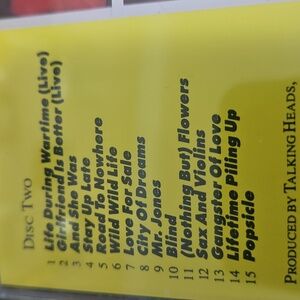 DISC TWO
1 Life During Wartime (Live)
2 Girlfriend Is Better (Live)
3 And She Was
4 Stay Up Late
5 Road To Nowhere
6 Wild Wild Life
7 Love For Sale
8 City Of Dreams
9 Mr. Jones
10 Blind
11 (Nothing But) Flowers
12 Sax And Violins
13 Gangster Of Love
14 Lifetime Piling Up
15 Popsicle
PRODUCED BY TALKING HEADS,